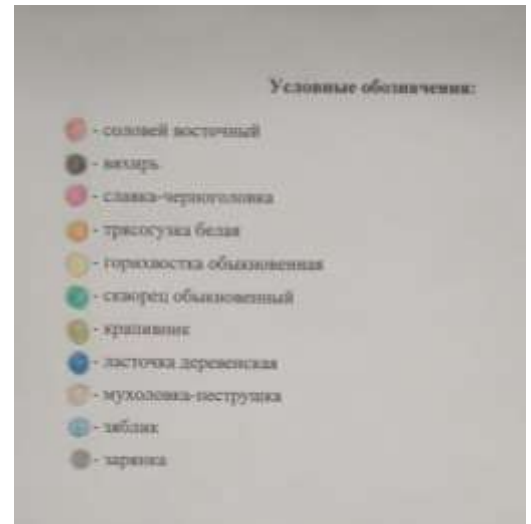 Условные обозначения:
- соловей восточный
- вяхирь
- славка-черноголовка
- трясогузка белая
- горихвостка обыкновенная
- скворец обыкновенный
- крапивник
- ласточка деревенская
- мухоловка-пеструшка
- зяблик
- зарянка